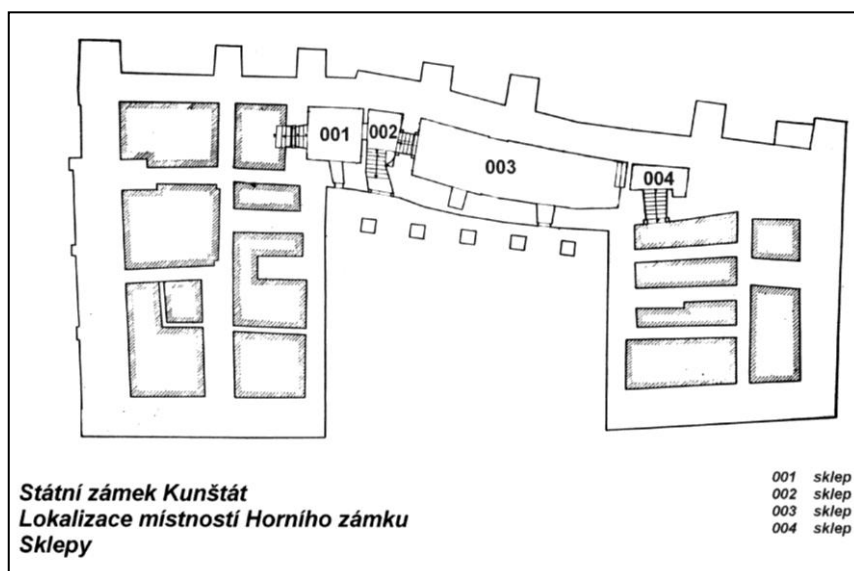 001
002
003
004
Státní zámek Kunštát
Lokalizace místností Horního zámku
Sklepy
001 sklep
002 sklep
003 sklep
004 sklep